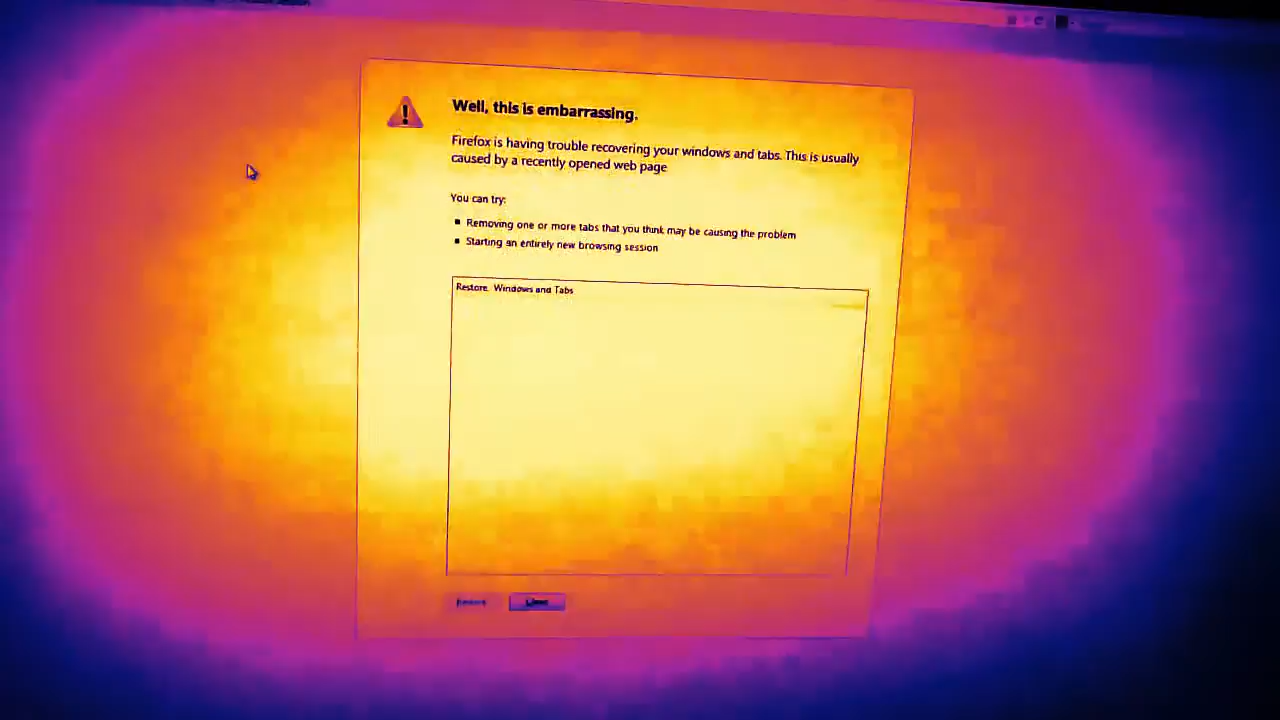 Well, this is embarrassing.
Firefox is having trouble recovering your windows and tabs. This is usually
caused by a recently opened web page
You can try:
▪ Removing one or more tabs that you think may be causing the problem
▪ Starting an entirely new browsing session
Restore Windows and Tabs
Close